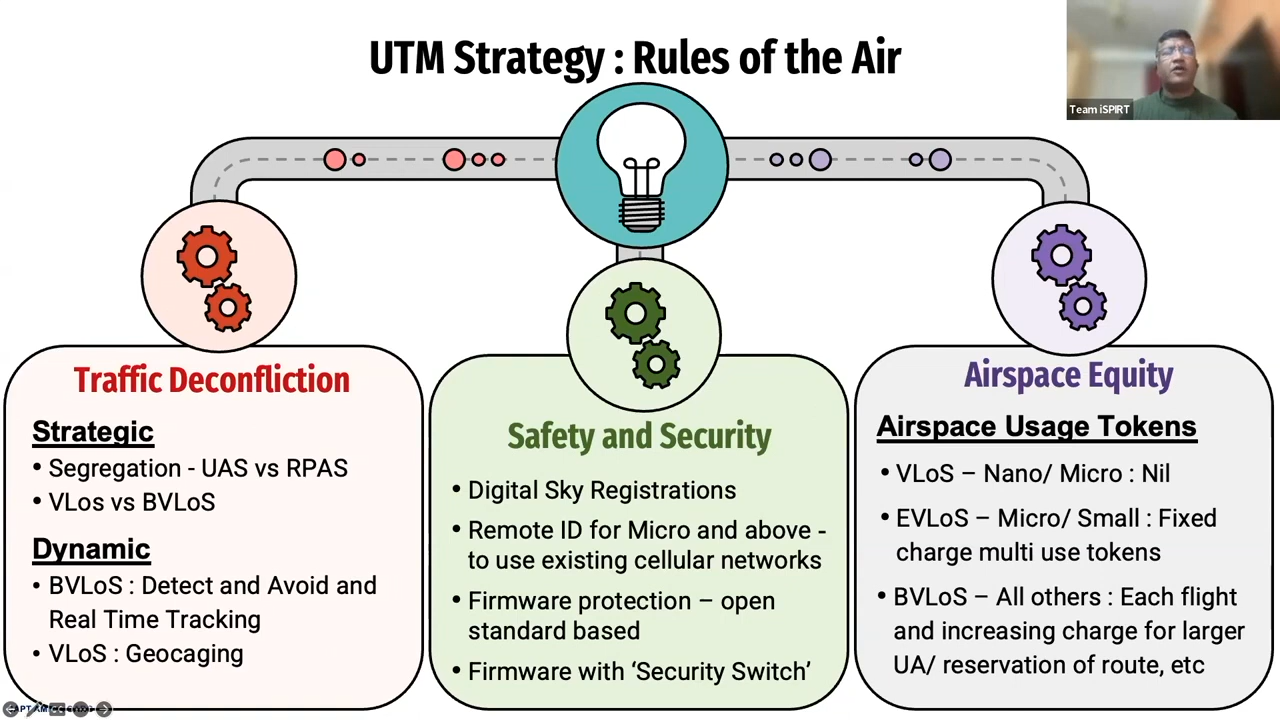 UTM Strategy : Rules of the Air
Team iSPIRT
Traffic Deconfliction
Strategic
• Segregation - UAS vs RPAS
• VLos vs BVLoS
Dynamic
• BVLoS : Detect and Avoid and
Real Time Tracking
• VLoS : Geocaging
Safety and Security
• Digital Sky Registrations
• Remote ID for Micro and above -
to use existing cellular networks
• Firmware protection – open
standard based
• Firmware with ‘Security Switch’
Airspace Equity
Airspace Usage Tokens
• VLoS – Nano/ Micro : Nil
• EVLoS – Micro/ Small : Fixed
charge multi use tokens
• BVLoS – All others : Each flight
and increasing charge for larger
UA/ reservation of route, etc